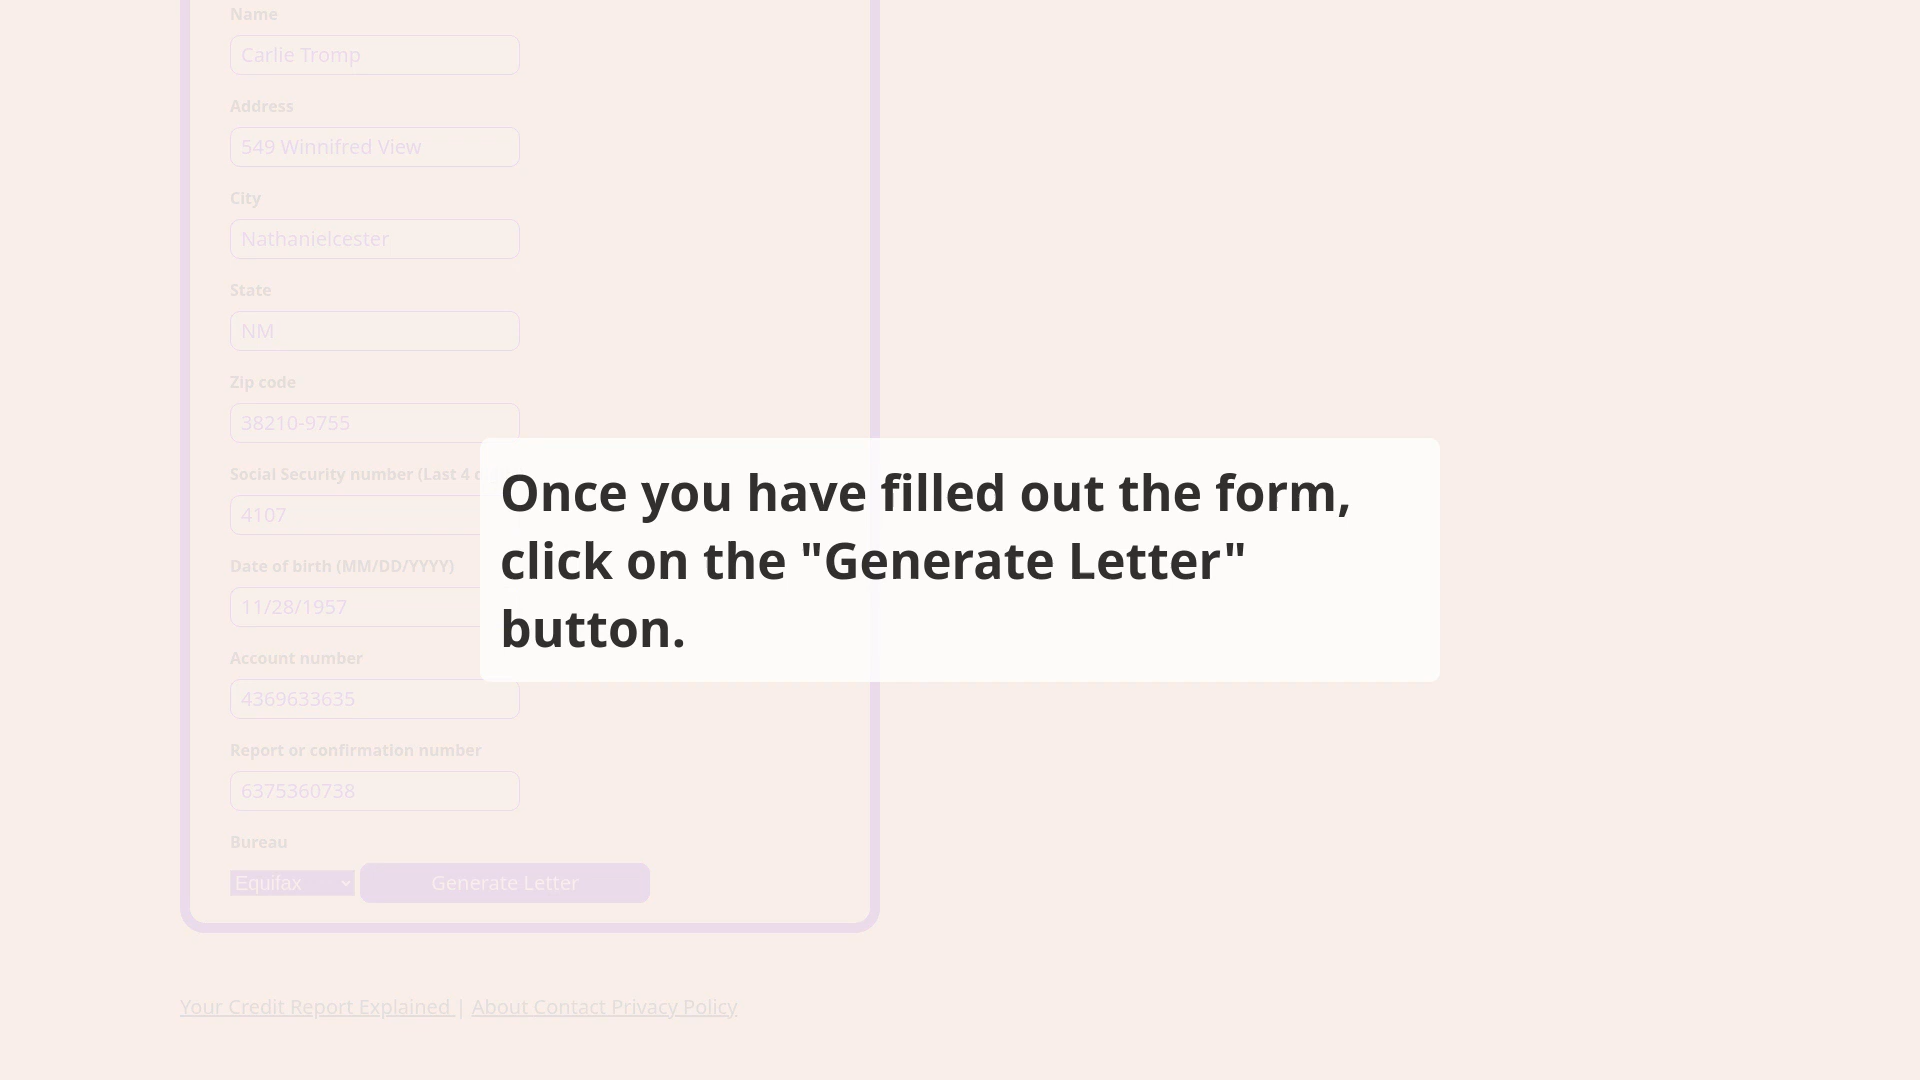 Name
Carlie Tromp
Address
549 Winnifred View
City
Nathanielcester
State
NM
Zip code
38210-9755
Social Security number (Last 4
4107
Date of birth (MM/DD/YYYY)
11/28/1957
Account number
4369633635
Report or confirmation number
6375360738
Bureau
Equifax
Generate Letter
Once you have filled out the form,
click on the "Generate Letter"
button.
Your Credit Report Explained | About Contact Privacy Policy